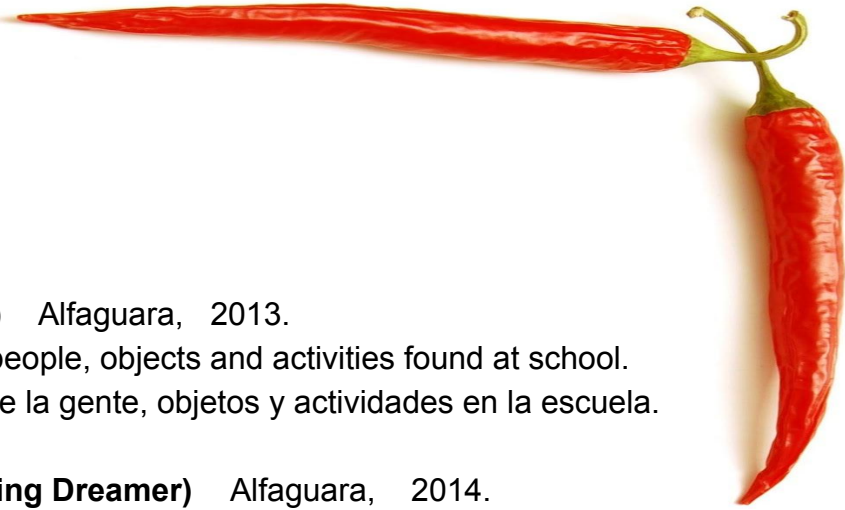 Alfaguara, 2013.
people, objects and activities found at school.
e la gente, objetos y actividades en la escuela.
ing Dreamer) Alfaguara, 2014.